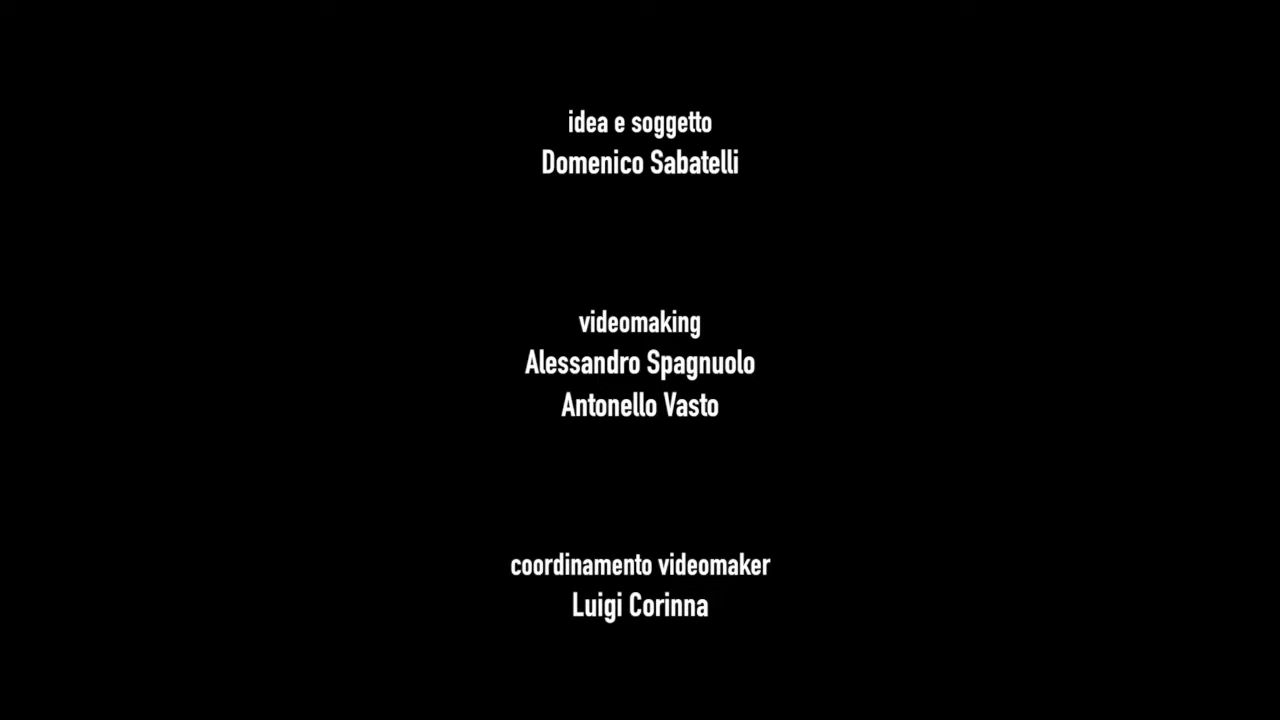 idea e soggetto
Domenico Sabatelli
videomaking
Alessandro Spagnuolo
Antonello Vasto
coordinamento videomaker
Luigi Corinna